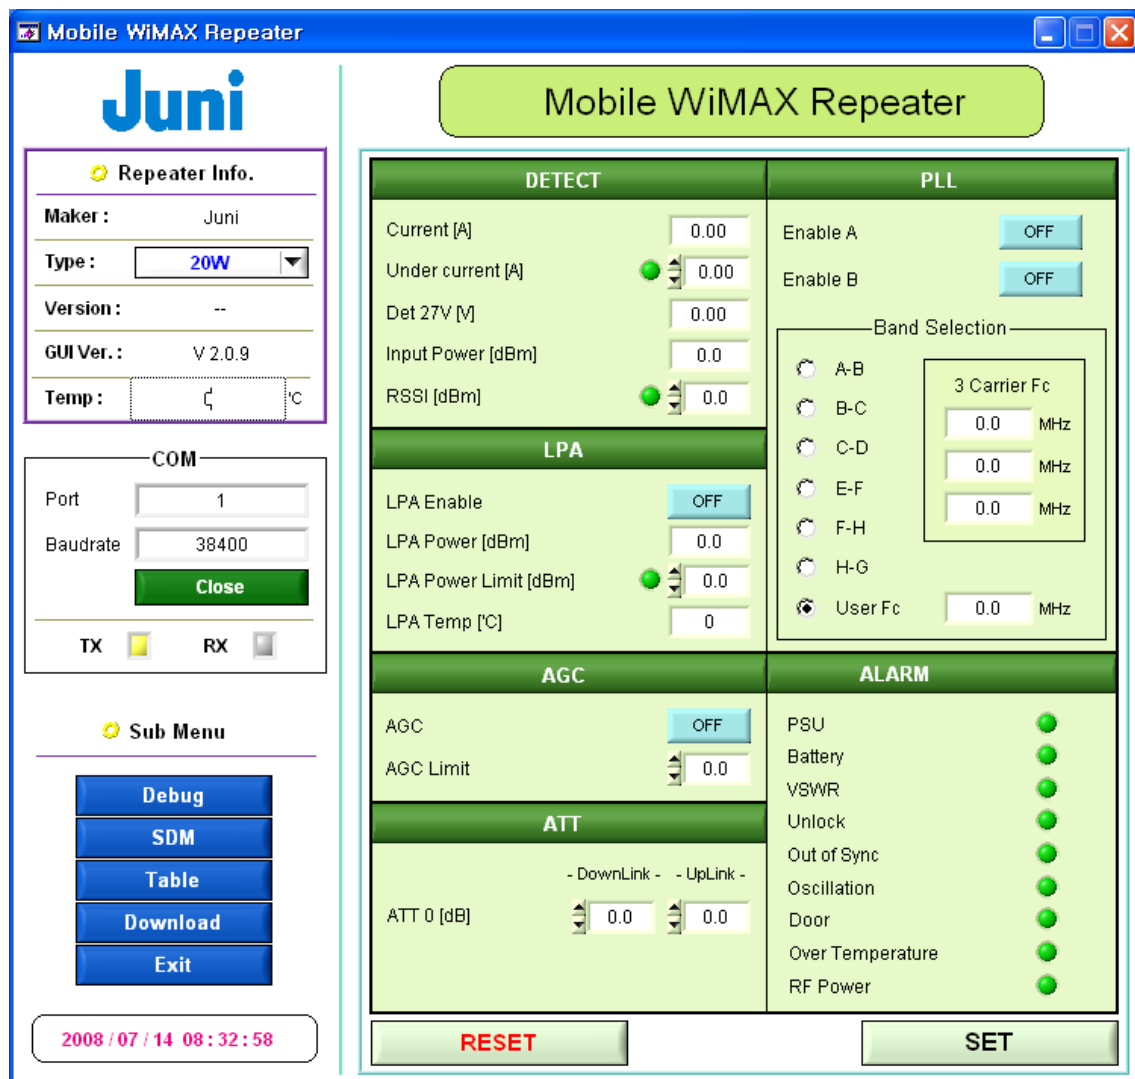 Mobile WiMAX Repeater
Juni
Repeater Info.
Maker : Juni
Type : 20W
Version : --
GUI Ver. : V 2.0.9
Temp : 'C
COM
Port 1
Baudrate 38400
Close
TX RX
Sub Menu
Debug
SDM
Table
Download
Exit
2008 / 07 / 14 08 : 32 : 58
Mobile WiMAX Repeater
DETECT
Current [A] 0.00
Under current [A] 0.00
Det 27V [V] 0.00
Input Power [dBm] 0.0
RSSI [dBm] 0.0
LPA
LPA Enable OFF
LPA Power [dBm] 0.0
LPA Power Limit [dBm] 0.0
LPA Temp ['C] 0
AGC
AGC OFF
AGC Limit 0.0
ATT
- DownLink - - UpLink -
ATT 0 [dB] 0.0 0.0
PLL
Enable A OFF
Enable B OFF
Band Selection
A-B
B-C
C-D
E-F
F-H
H-G
User Fc 0.0 MHz
3 Carrier Fc
0.0 MHz
0.0 MHz
0.0 MHz
ALARM
PSU
Battery
VSWR
Unlock
Out of Sync
Oscillation
Door
Over Temperature
RF Power
RESET
SET